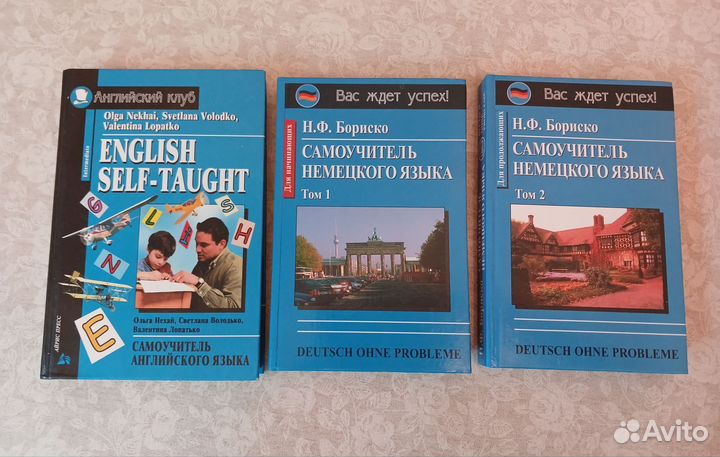 Английский клуб
Olga Nekhai, Svetlana Volodko,
Valentina Lopatko
Intermediate
ENGLISH
SELF-TAUGHT
G
L
I
S
H
N
E
Ольга Нехай, Светлана Володько,
Валентина Лопатько
АЙРИС ПРЕСС
САМОУЧИТЕЛЬ
АНГЛИЙСКОГО ЯЗЫКА
Вас ждет успех!
Для начинающих
Н.Ф. Бориско
САМОУЧИТЕЛЬ
НЕМЕЦКОГО ЯЗЫКА
Том 1
DEUTSCH OHNE PROBLEME
Вас ждет успех!
Для продолжающих
Н.Ф. Бориско
САМОУЧИТЕЛЬ
НЕМЕЦКОГО ЯЗЫКА
Том 2
DEUTSCH OHNE PROBLEME
Avito